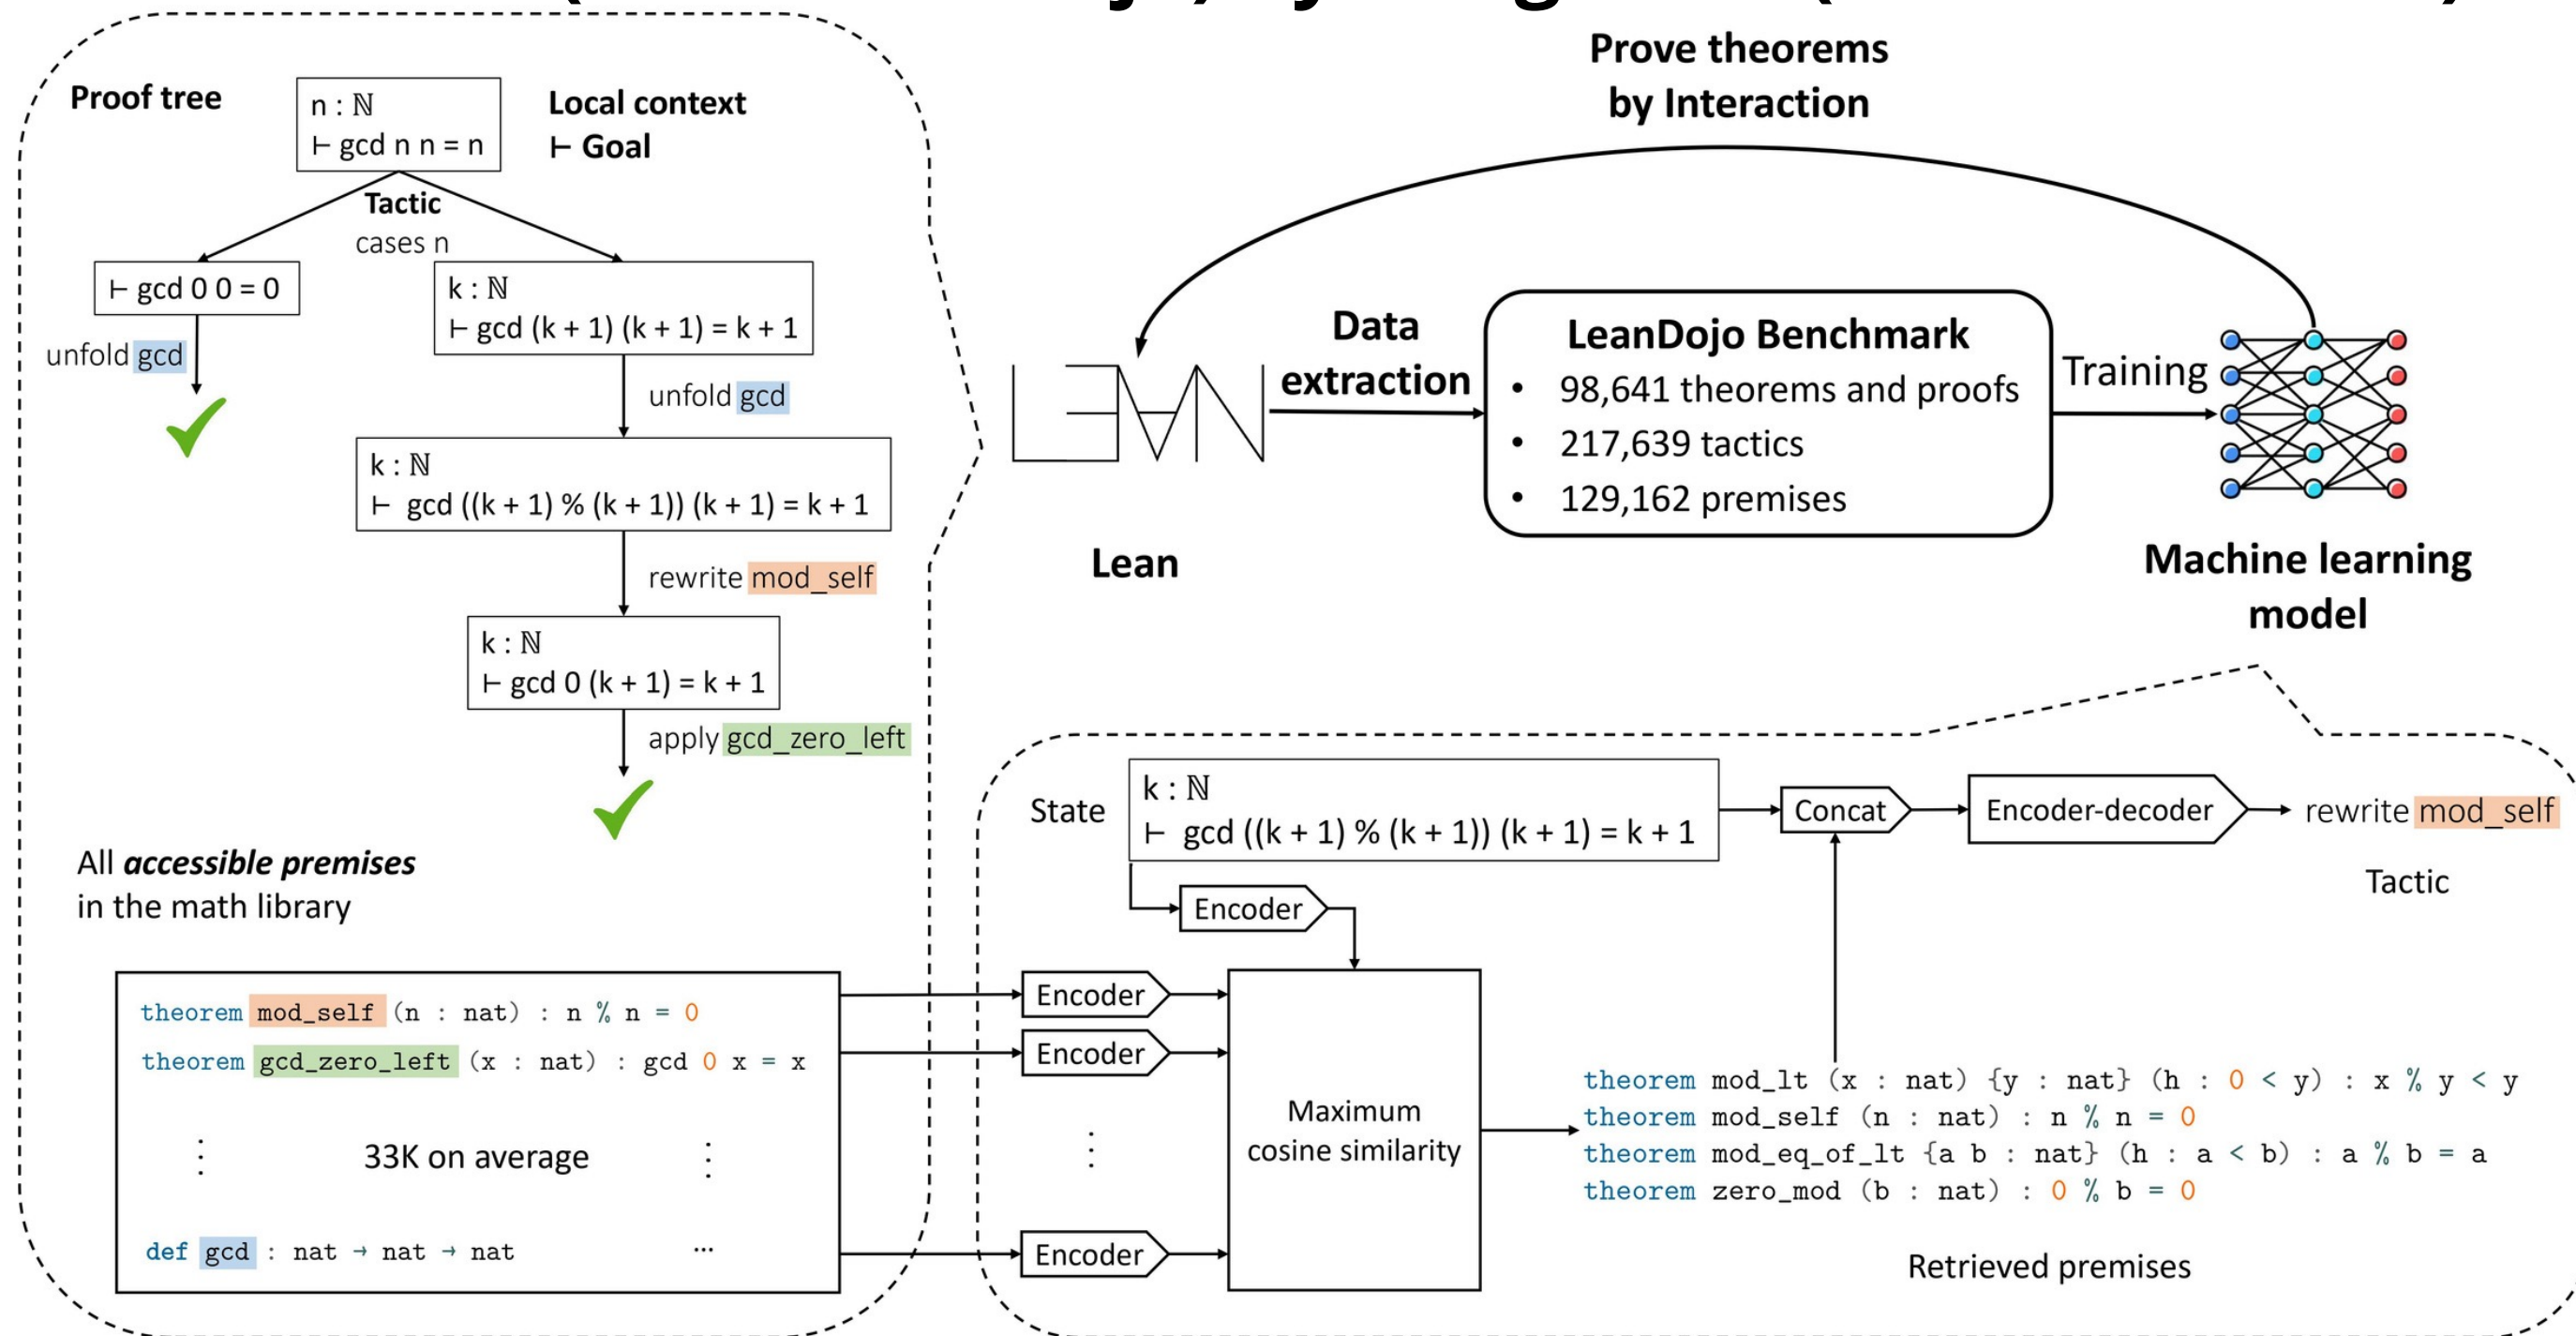 Proof tree
n : ℕ
⊢ gcd n n = n
Local context
⊢ Goal
Tactic
cases n
⊢ gcd 0 0 = 0
k : ℕ
⊢ gcd (k + 1) (k + 1) = k + 1
unfold gcd
unfold gcd
k : ℕ
⊢ gcd ((k + 1) % (k + 1)) (k + 1) = k + 1
rewrite mod_self
k : ℕ
⊢ gcd 0 (k + 1) = k + 1
apply gcd_zero_left
All accessible premises
in the math library
theorem mod_self (n : nat) : n % n = 0
theorem gcd_zero_left (x : nat) : gcd 0 x = x
⋮ 33K on average ⋮
def gcd : nat → nat → nat ...
Prove theorems
by Interaction
LEAN
Lean
Data
extraction
LeanDojo Benchmark
• 98,641 theorems and proofs
• 217,639 tactics
• 129,162 premises
Training
Machine learning
model
State
k : ℕ
⊢ gcd ((k + 1) % (k + 1)) (k + 1) = k + 1
Concat
Encoder-decoder
rewrite mod_self
Tactic
Encoder
Encoder
Encoder
⋮
Encoder
Maximum
cosine similarity
theorem mod_lt (x : nat) {y : nat} (h : 0 < y) : x % y < y
theorem mod_self (n : nat) : n % n = 0
theorem mod_eq_of_lt {a b : nat} (h : a < b) : a % b = a
theorem zero_mod (b : nat) : 0 % b = 0
Retrieved premises